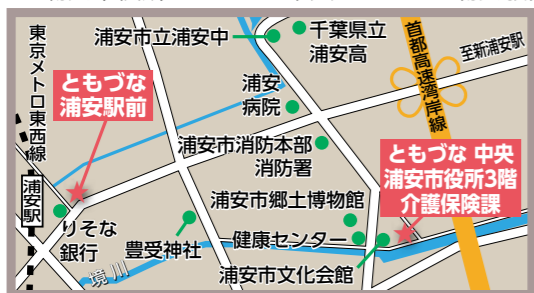 浦安市立浦安中
千葉県立
浦安高
至新浦安駅
首都高速湾岸線
東京メトロ東西線
ともづな
浦安駅前
浦安
病院
浦安市消防本部
消防署
ともづな 中央
浦安市役所3階
介護保険課
浦安市郷土博物館
浦安駅
りそな
銀行
豊受神社
健康センター
境川
浦安市文化会館